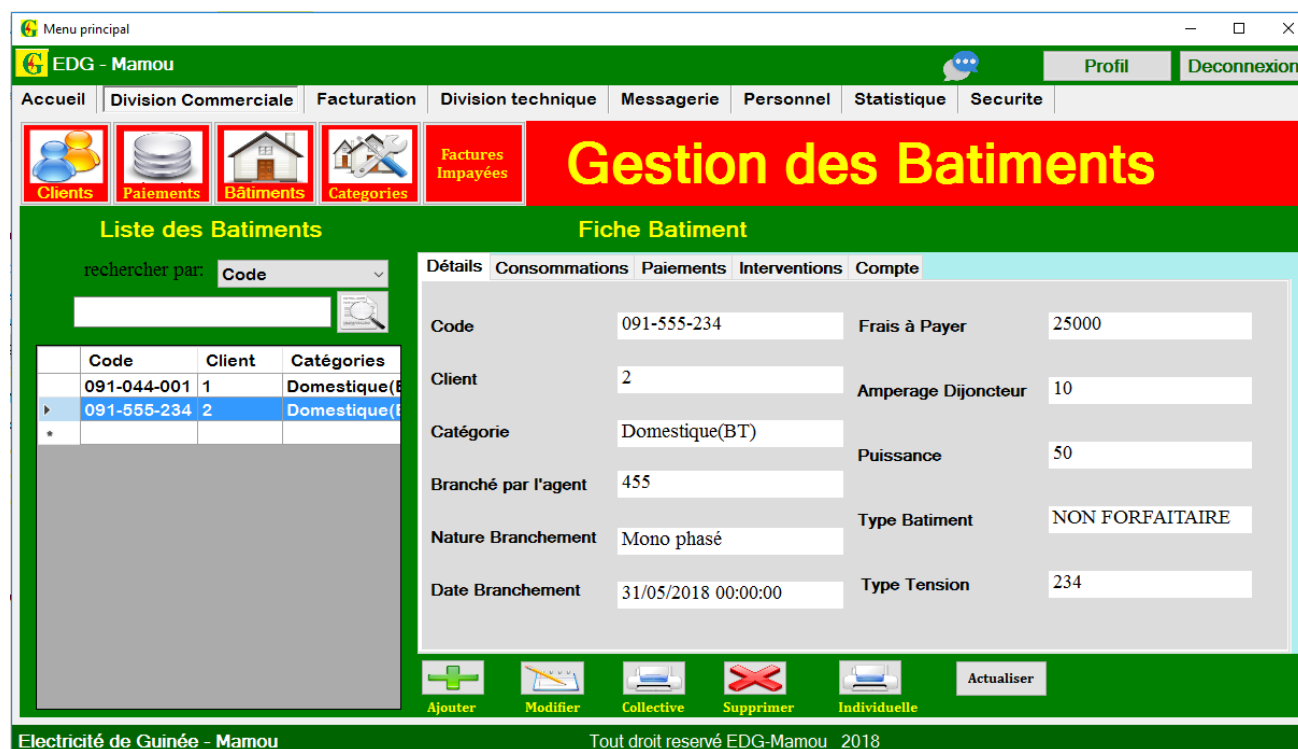 Menu principal
EDG - Mamou
Profil
Deconnexion
Accueil Division Commerciale Facturation Division technique Messagerie Personnel Statistique Securite
Clients Paiements Bâtiments Categories
Factures
Impayées
Gestion des Batiments
Liste des Batiments
Fiche Batiment
rechercher par: Code
Code Client Catégories
091-044-001 1 Domestique(B
091-555-234 2 Domestique(B
Détails Consommations Paiements Interventions Compte
Code 091-555-234
Client 2
Catégorie Domestique(BT)
Branché par l'agent 455
Nature Branchement Mono phasé
Date Branchement 31/05/2018 00:00:00
Frais à Payer 25000
Amperage Dijoncteur 10
Puissance 50
Type Batiment NON FORFAITAIRE
Type Tension 234
Ajouter Modifier Collective Supprimer Individuelle Actualiser
Electricité de Guinée - Mamou
Tout droit reservé EDG-Mamou 2018